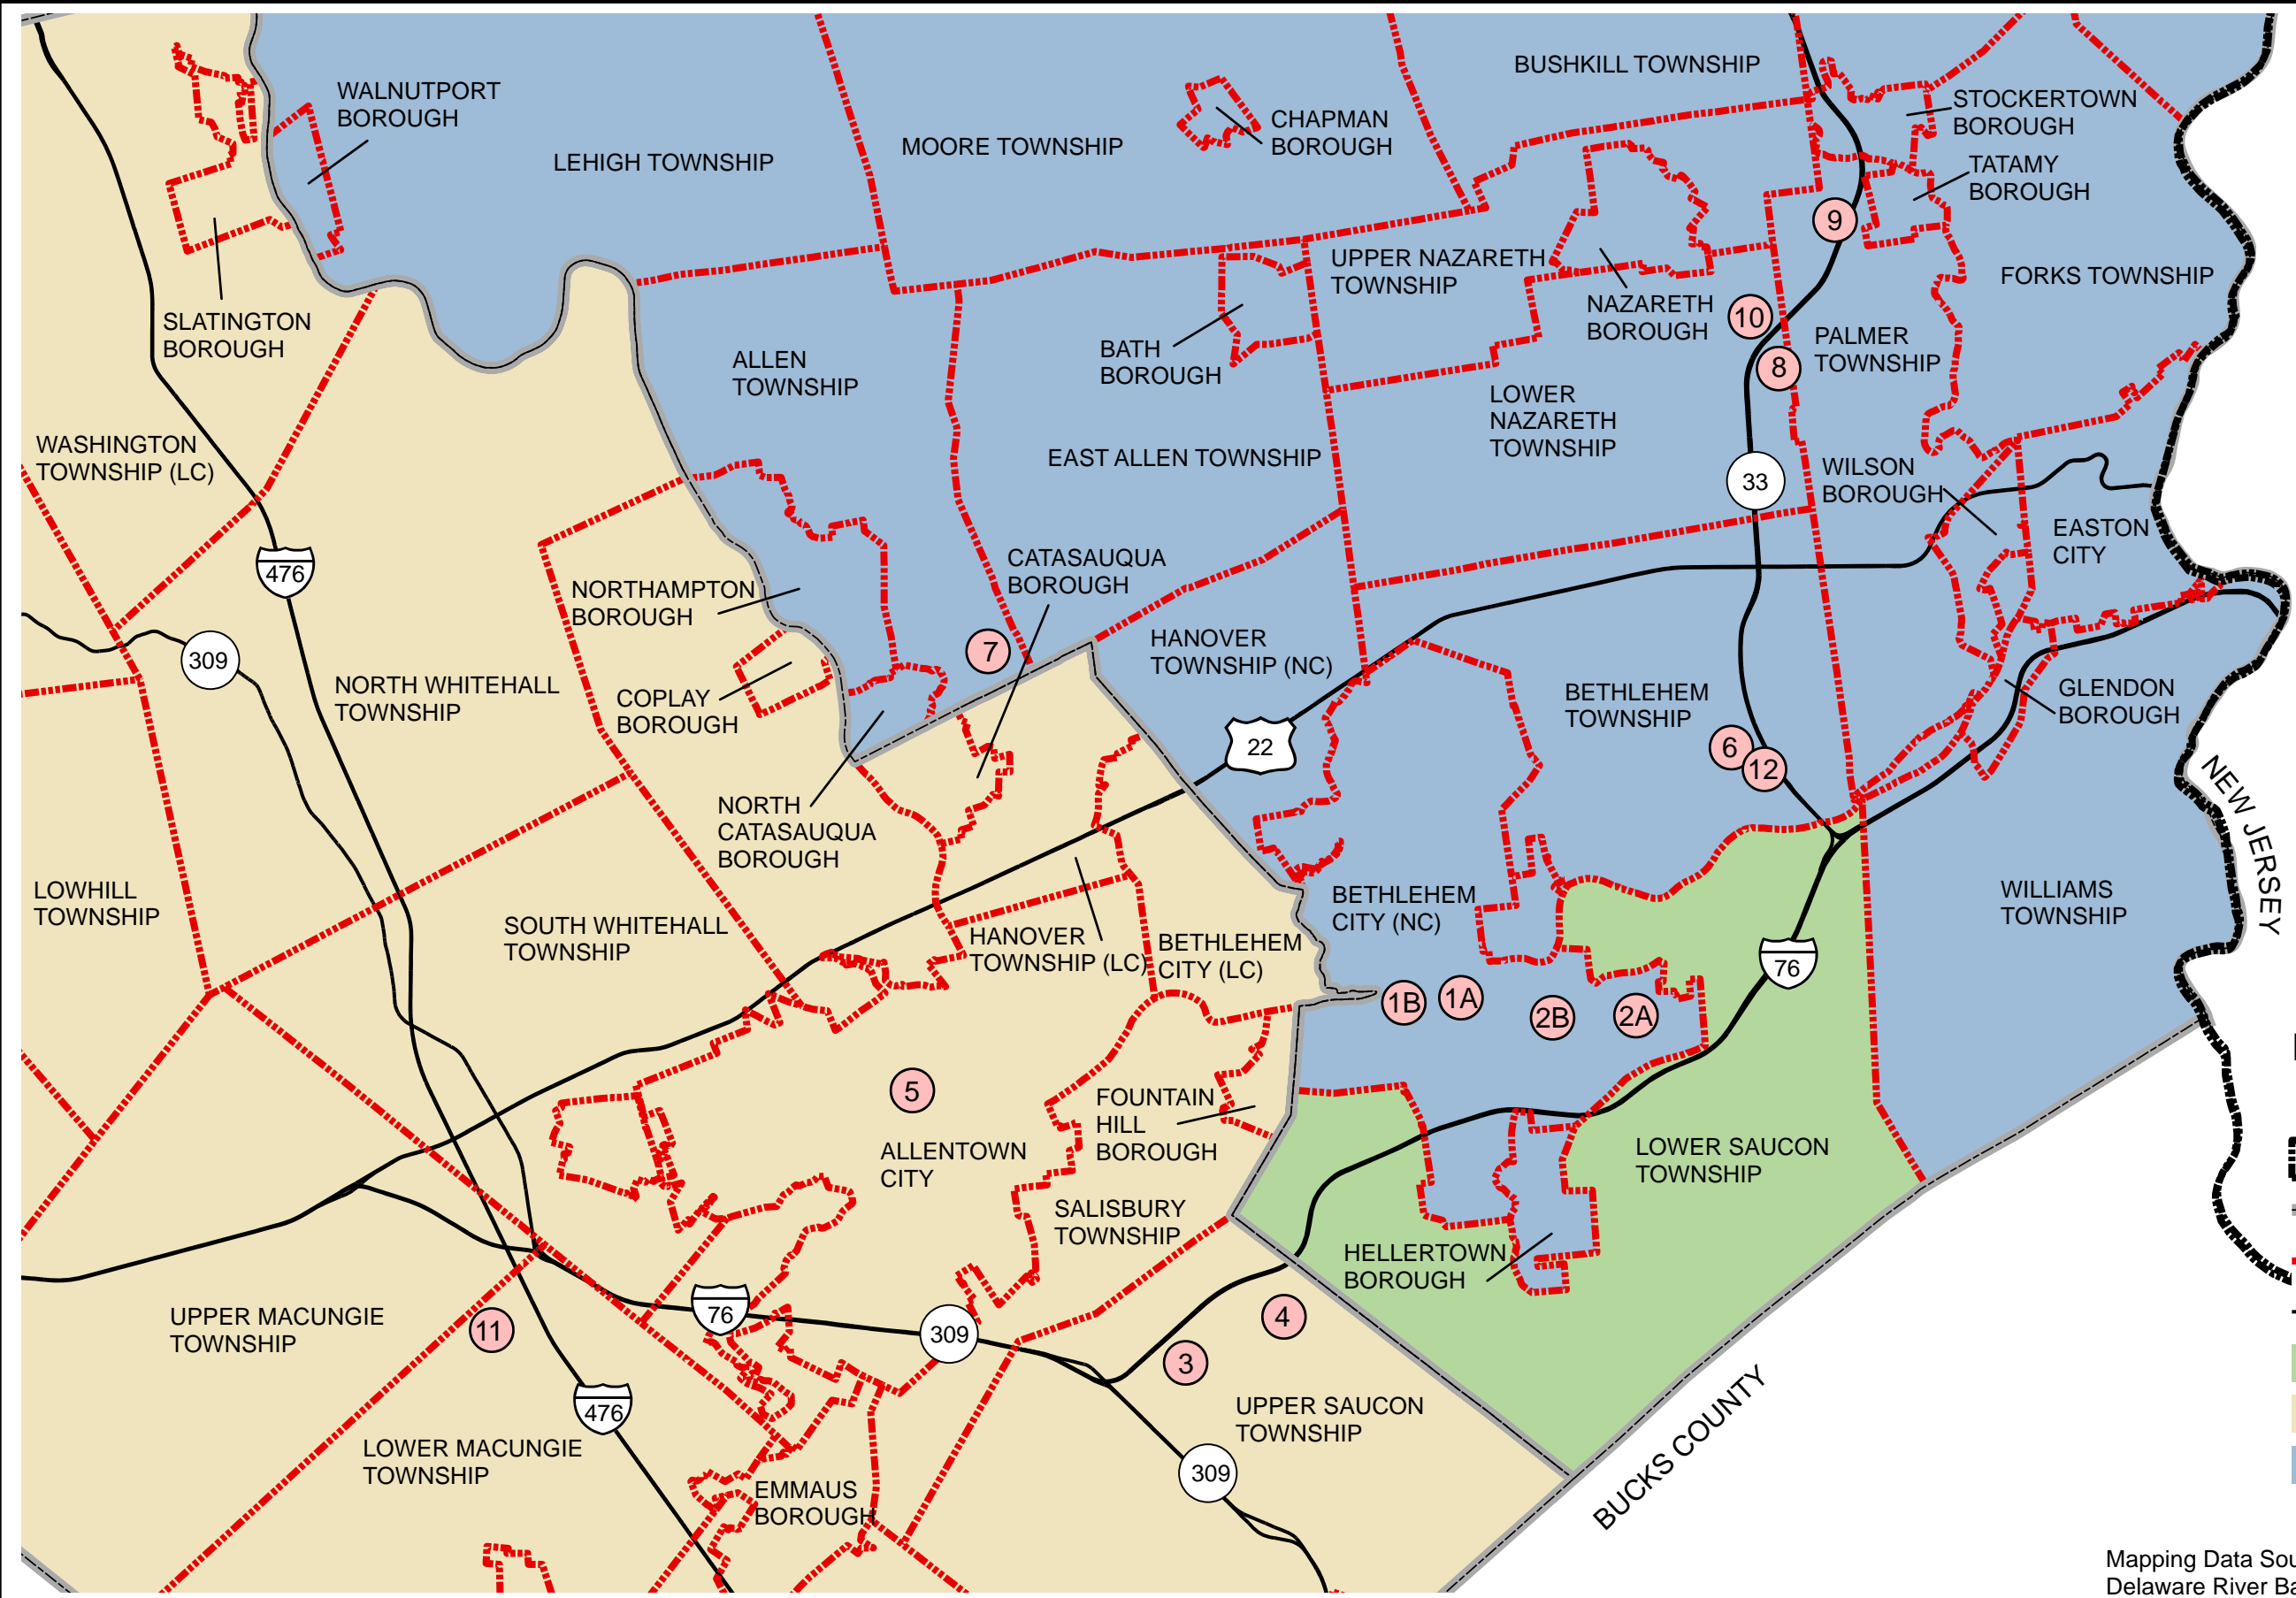 BUSHKILL TOWNSHIP
WALNUTPORT
BOROUGH
STOCKERTOWN
BOROUGH
CHAPMAN
BOROUGH
MOORE TOWNSHIP
LEHIGH TOWNSHIP
TATAMY
BOROUGH
9
UPPER NAZARETH
TOWNSHIP
FORKS TOWNSHIP
NAZARETH
BOROUGH
10
SLATINGTON
BOROUGH
PALMER
TOWNSHIP
BATH
BOROUGH
ALLEN
TOWNSHIP
8
LOWER
NAZARETH
TOWNSHIP
WASHINGTON
TOWNSHIP (LC)
EAST ALLEN TOWNSHIP
WILSON
BOROUGH
33
EASTON
CITY
476
CATASAUQUA
BOROUGH
NORTHAMPTON
BOROUGH
309
7
HANOVER
TOWNSHIP (NC)
NORTH WHITEHALL
TOWNSHIP
COPLAY
BOROUGH
BETHLEHEM
TOWNSHIP
GLENDON
BOROUGH
22
6
12
NEW JERSEY
NORTH
CATASAUQUA
BOROUGH
LOWHILL
TOWNSHIP
BETHLEHEM
CITY (NC)
WILLIAMS
TOWNSHIP
SOUTH WHITEHALL
TOWNSHIP
HANOVER
TOWNSHIP (LC)
BETHLEHEM
CITY (LC)
76
1B
1A
2B
2A
5
FOUNTAIN
HILL
BOROUGH
ALLENTOWN
CITY
LOWER SAUCON
TOWNSHIP
SALISBURY
TOWNSHIP
HELLERTOWN
BOROUGH
UPPER MACUNGIE
TOWNSHIP
11
76
309
4
3
476
UPPER SAUCON
TOWNSHIP
LOWER MACUNGIE
TOWNSHIP
BUCKS COUNTY
309
EMMAUS
BOROUGH
Mapping Data Sou
Delaware River Ba